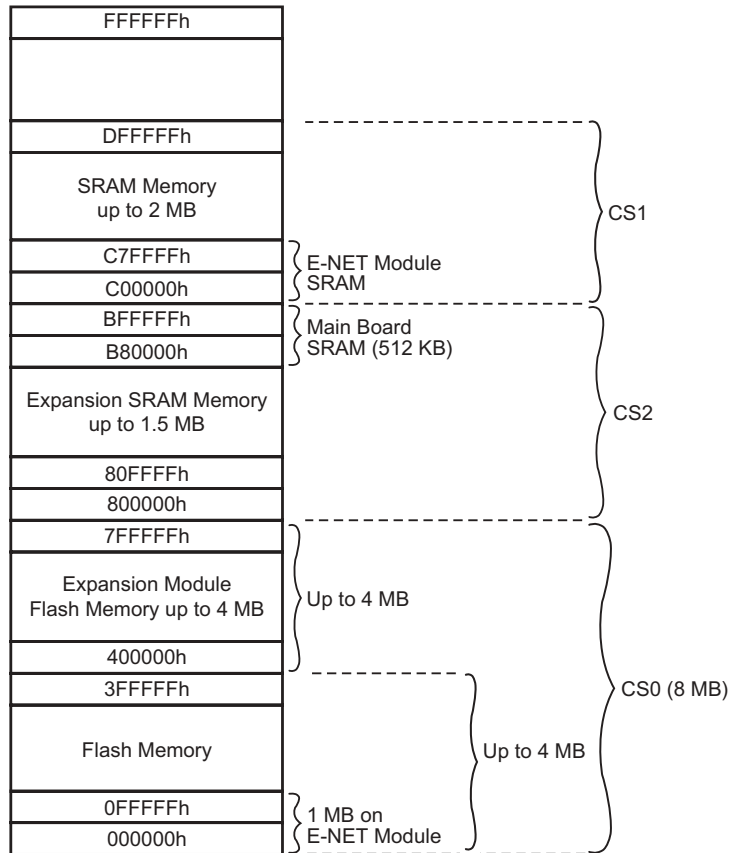 FFFFFFh
DFFFFFh
SRAM Memory
up to 2 MB
CS1
C7FFFFh
C00000h
E-NET Module
SRAM
BFFFFFh
B80000h
Main Board
SRAM (512 KB)
Expansion SRAM Memory
up to 1.5 MB
CS2
80FFFFh
800000h
7FFFFFh
Expansion Module
Flash Memory up to 4 MB
Up to 4 MB
400000h
3FFFFFh
CS0 (8 MB)
Flash Memory
Up to 4 MB
0FFFFFh
000000h
1 MB on
E-NET Module